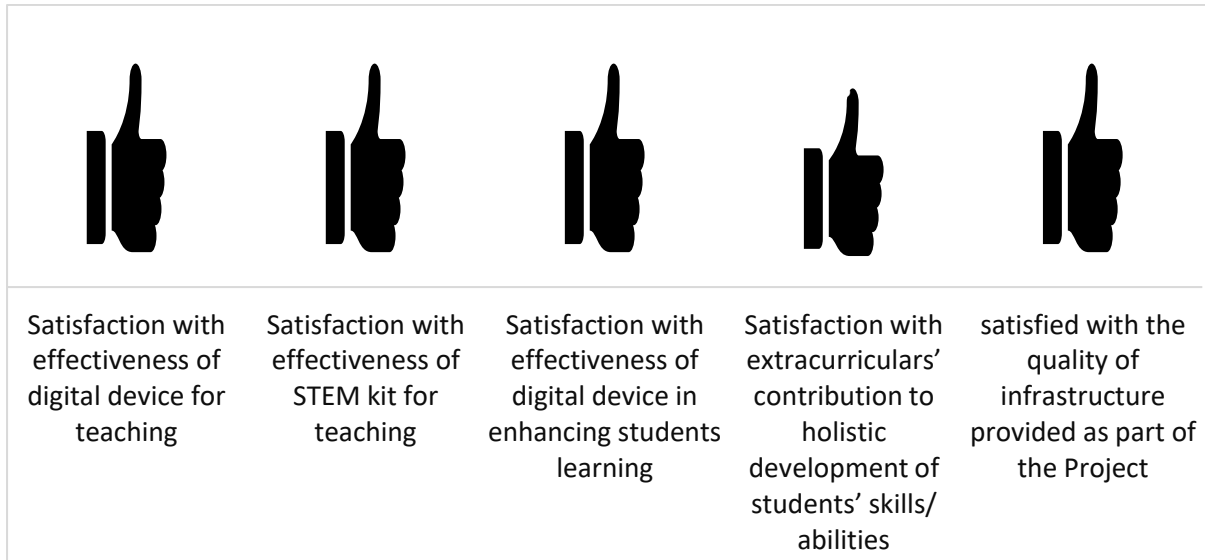 Satisfaction with
effectiveness of
digital device for
teaching
Satisfaction with
effectiveness of
STEM kit for
teaching
Satisfaction with
effectiveness of
digital device in
enhancing students
learning
Satisfaction with
extracurriculars’
contribution to
holistic
development of
students’ skills/
abilities
satisfied with the
quality of
infrastructure
provided as part of
the Project